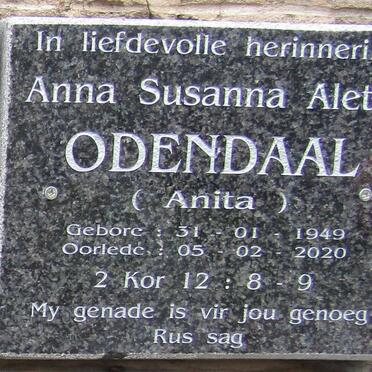 In liefdevolle herinneri
Anna Susanna Alet
ODENDAAL
( Anita )
Gebore : 31 - 01 - 1949
Oorlede : 05 - 02 - 2020
2 Kor 12 : 8 - 9
My genade is vir jou genoeg
Rus sag